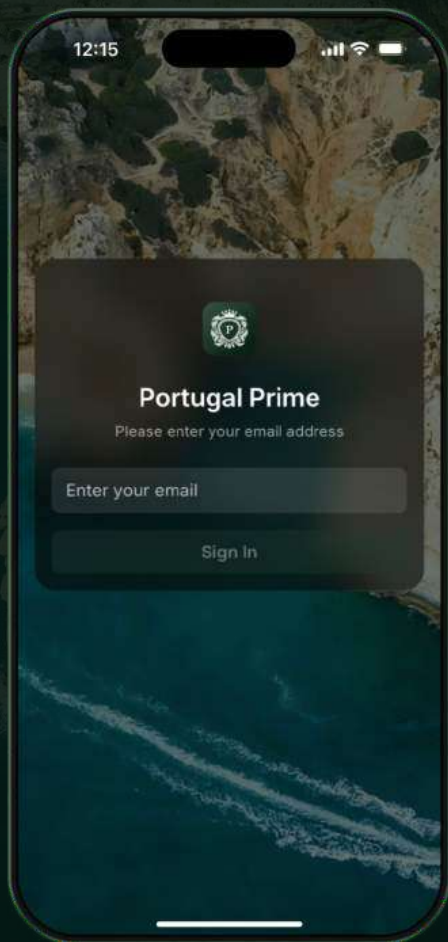 12:15
P
Portugal Prime
Please enter your email address
Enter your email
Sign In